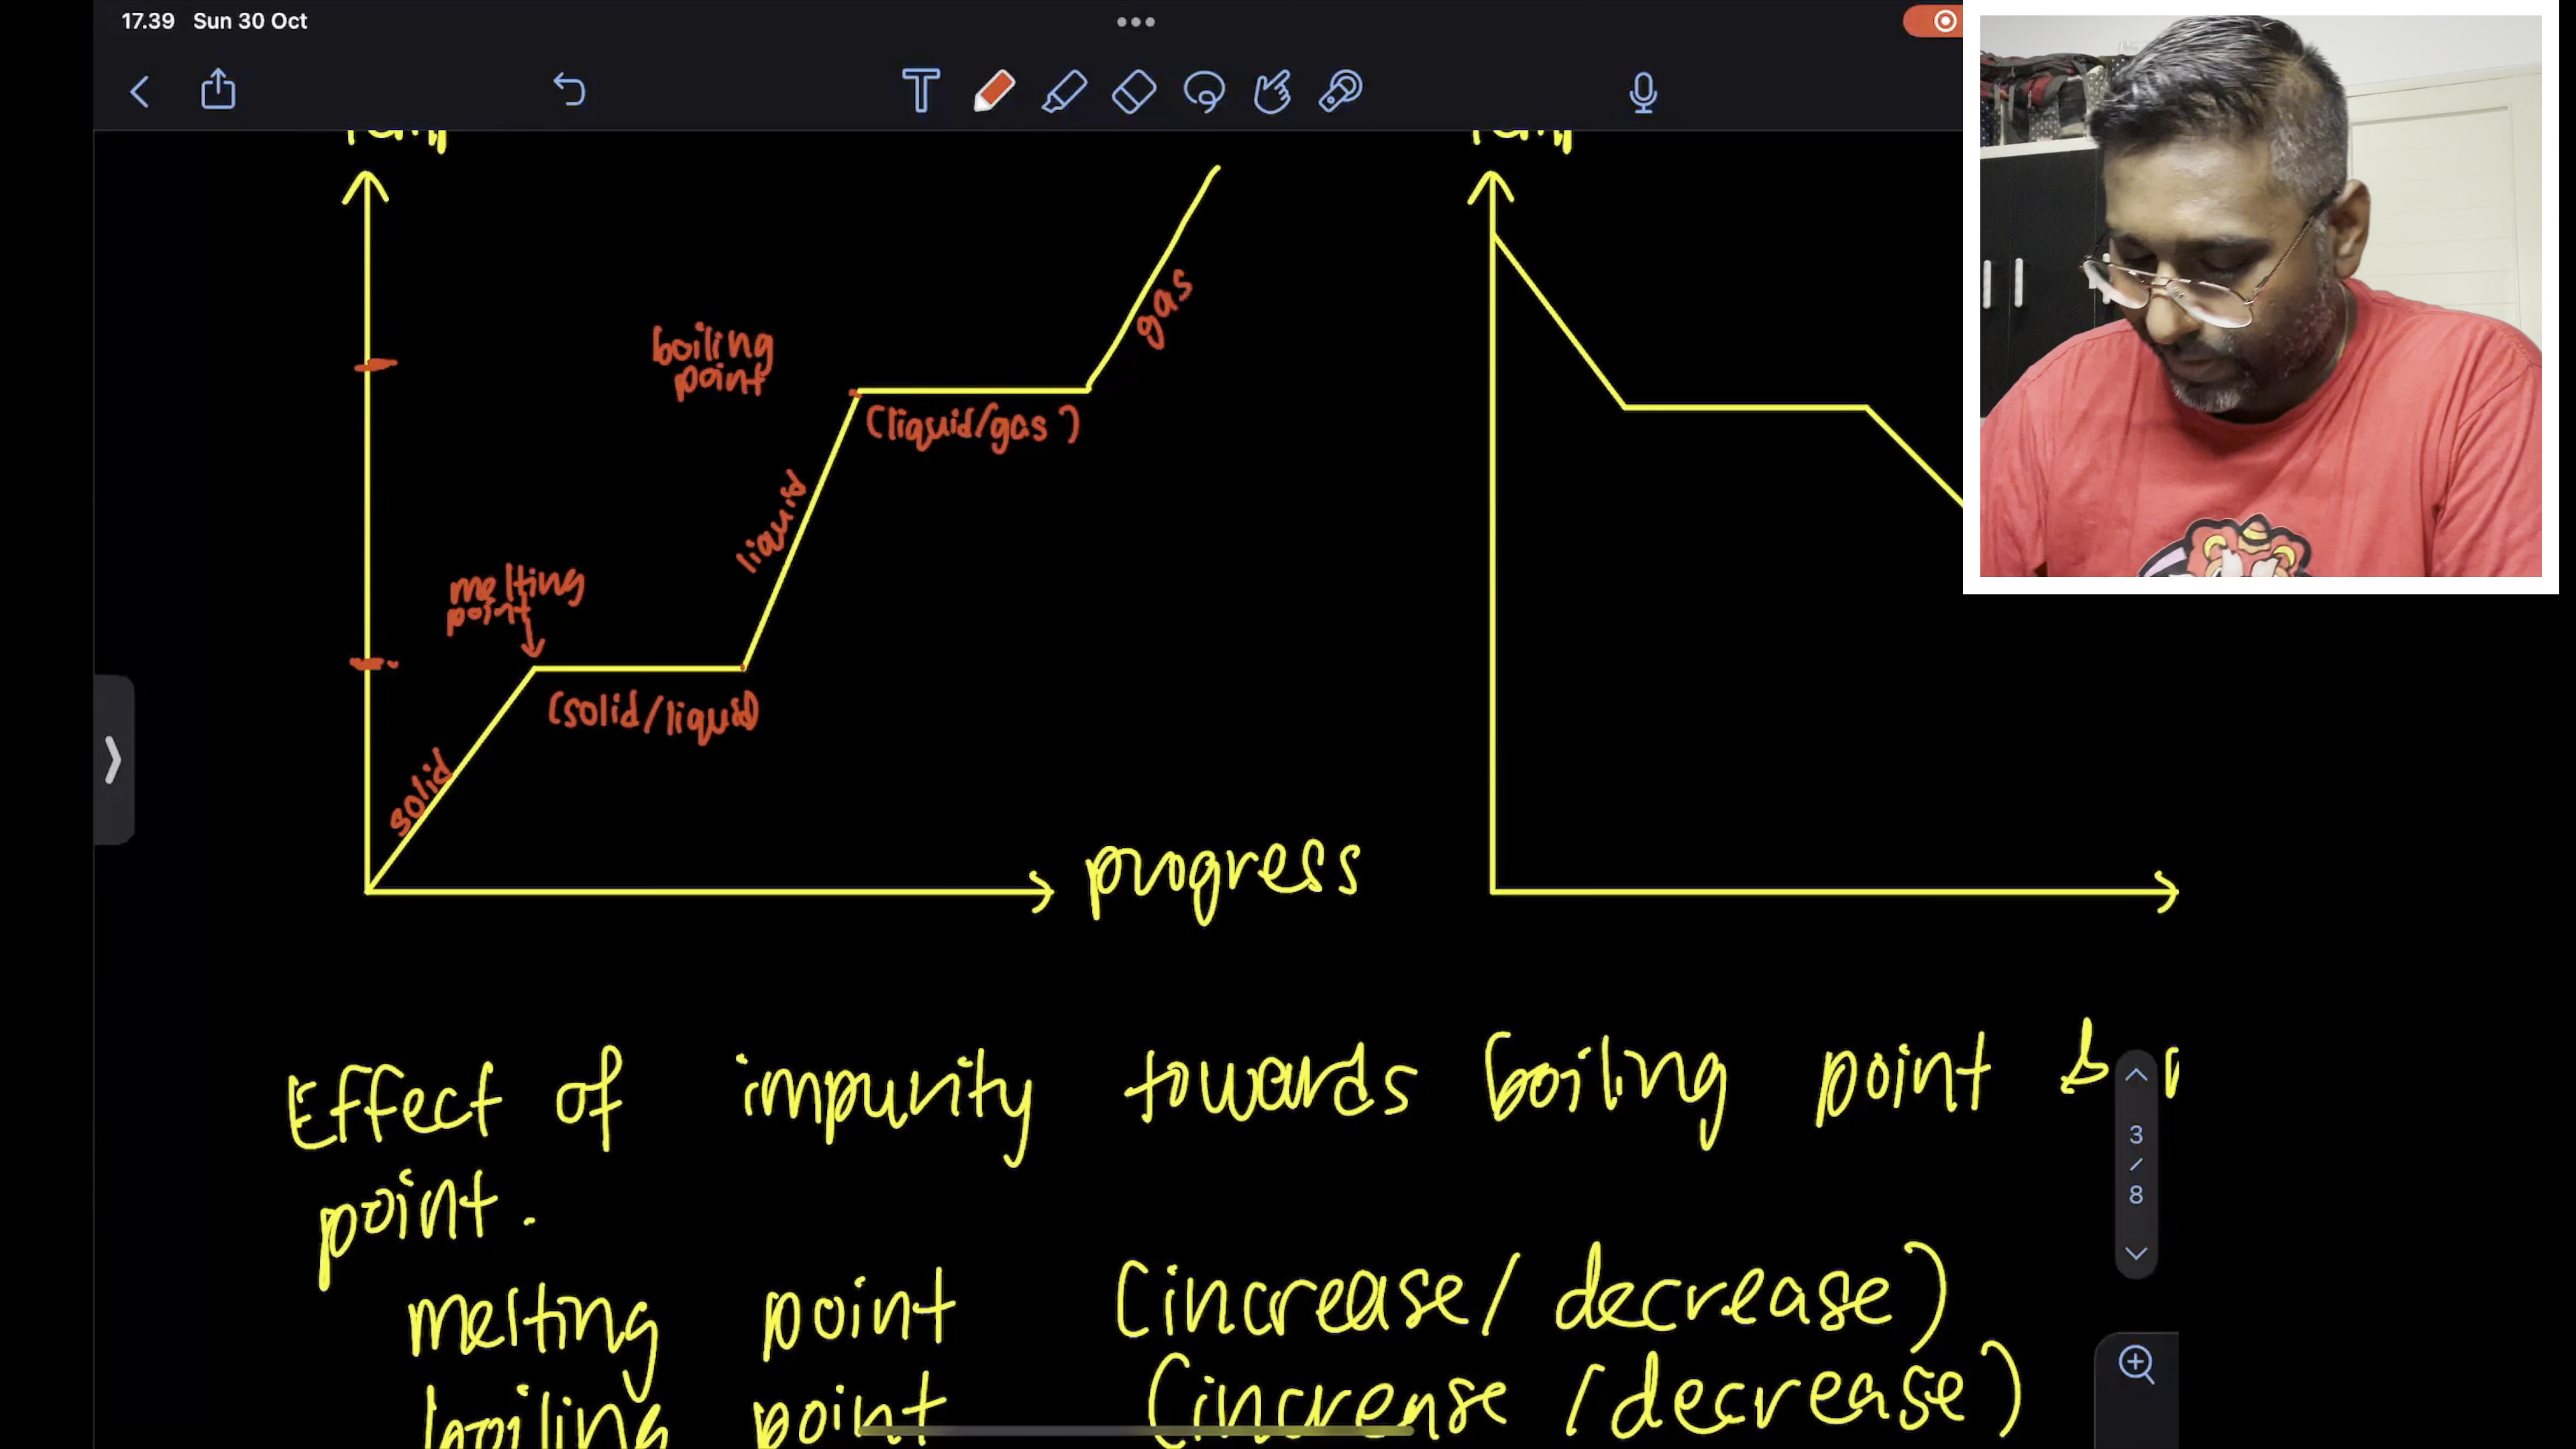 17.39 Sun 30 Oct
T
gas
boiling
point
(liquid/gas)
liquid
melting
point
(solid/liquid)
solid
progress
Effect of impurity towards boiling point &
point.
melting point (increase/decrease)
boiling point (increase/decrease)
3
/
8